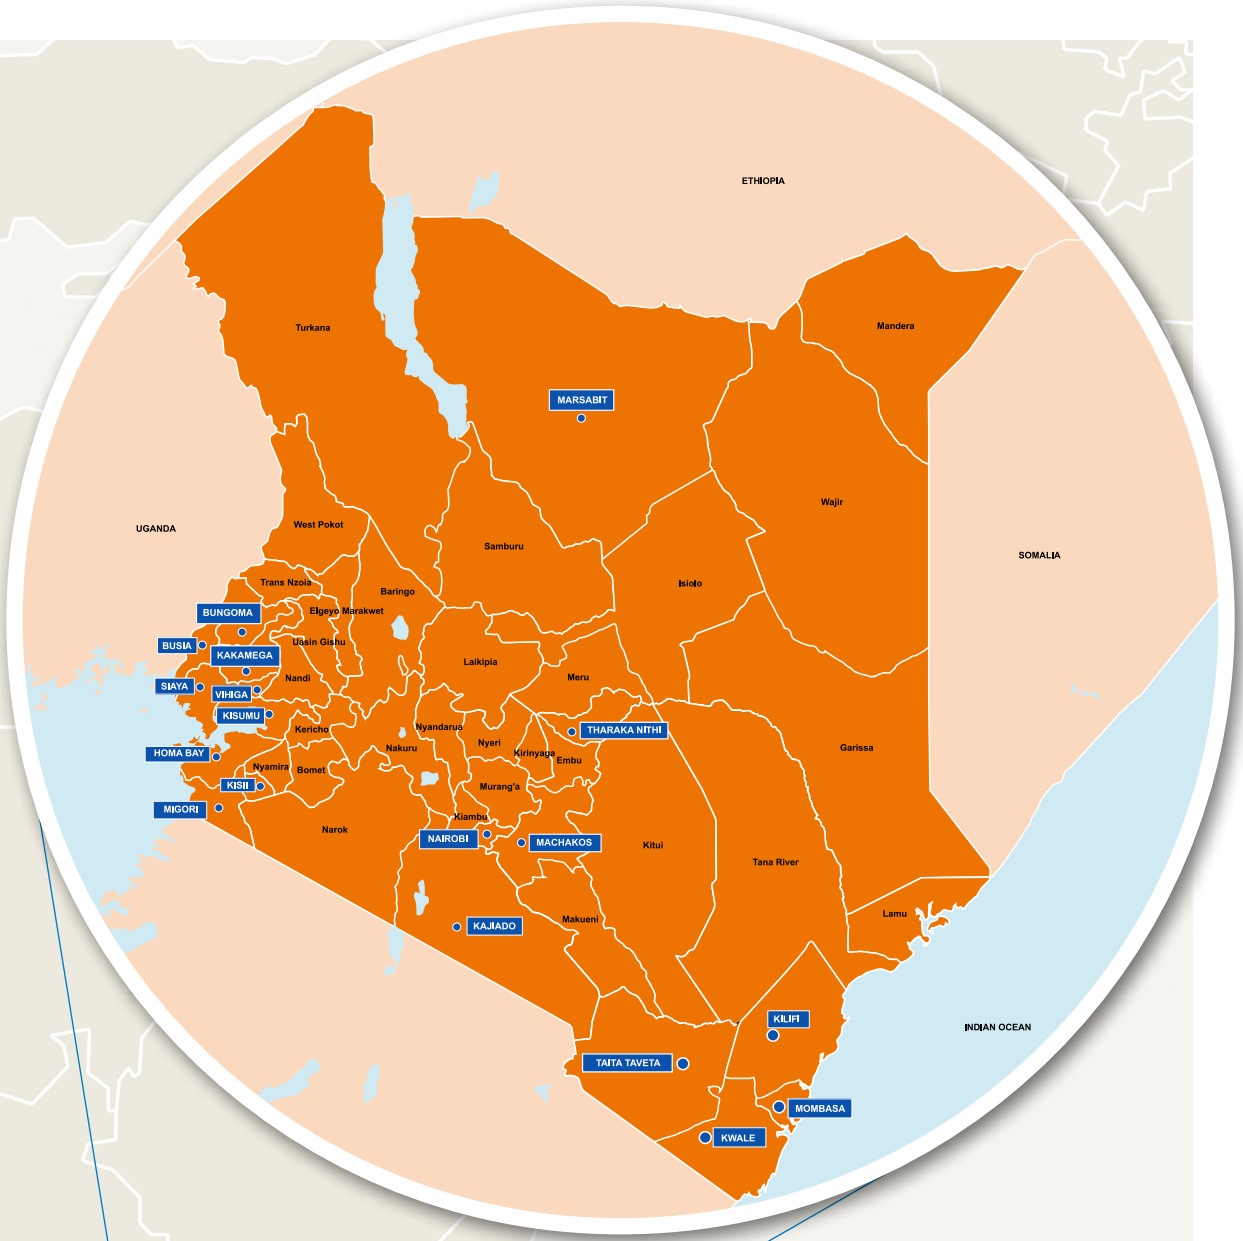 ETHIOPIA
Mandera
Turkana
MARSABIT
Wajir
UGANDA
West Pokot
Samburu
SOMALIA
Trans Nzoia
Isiolo
Baringo
Elgeyo Marakwet
BUNGOMA
Uasin Gishu
BUSIA
KAKAMEGA
Laikipia
Nandi
Meru
SIAYA
VIHIGA
KISUMU
Kericho
Nyandarua
THARAKA NITHI
Nyeri
Nakuru
Garissa
HOMA BAY
Kirinyaga
Embu
Nyamira
Bomet
KISII
Murang'a
MIGORI
Kiambu
Narok
NAIROBI
MACHAKOS
Kitui
Tana River
Lamu
Makueni
KAJIADO
KILIFI
INDIAN OCEAN
TAITA TAVETA
MOMBASA
KWALE